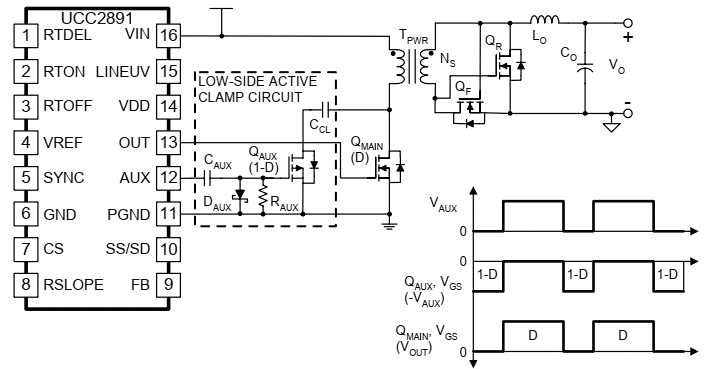 UCC2891
1 RTDEL VIN 16
2 RTON LINEUV 15
3 RTOFF VDD 14
4 VREF OUT 13
5 SYNC AUX 12
6 GND PGND 11
7 CS SS/SD 10
8 RSLOPE FB 9
LOW-SIDE ACTIVE
CLAMP CIRCUIT
CCL
CAUX
QAUX
(1-D)
DAUX
RAUX
QMAIN
(D)
TPWR
NS
QR
QF
LO
CO
VO
+
-
VAUX
0
0
1-D 1-D 1-D
QAUX, VGS
(-VAUX)
QMAIN, VGS
(VOUT)
D D
0